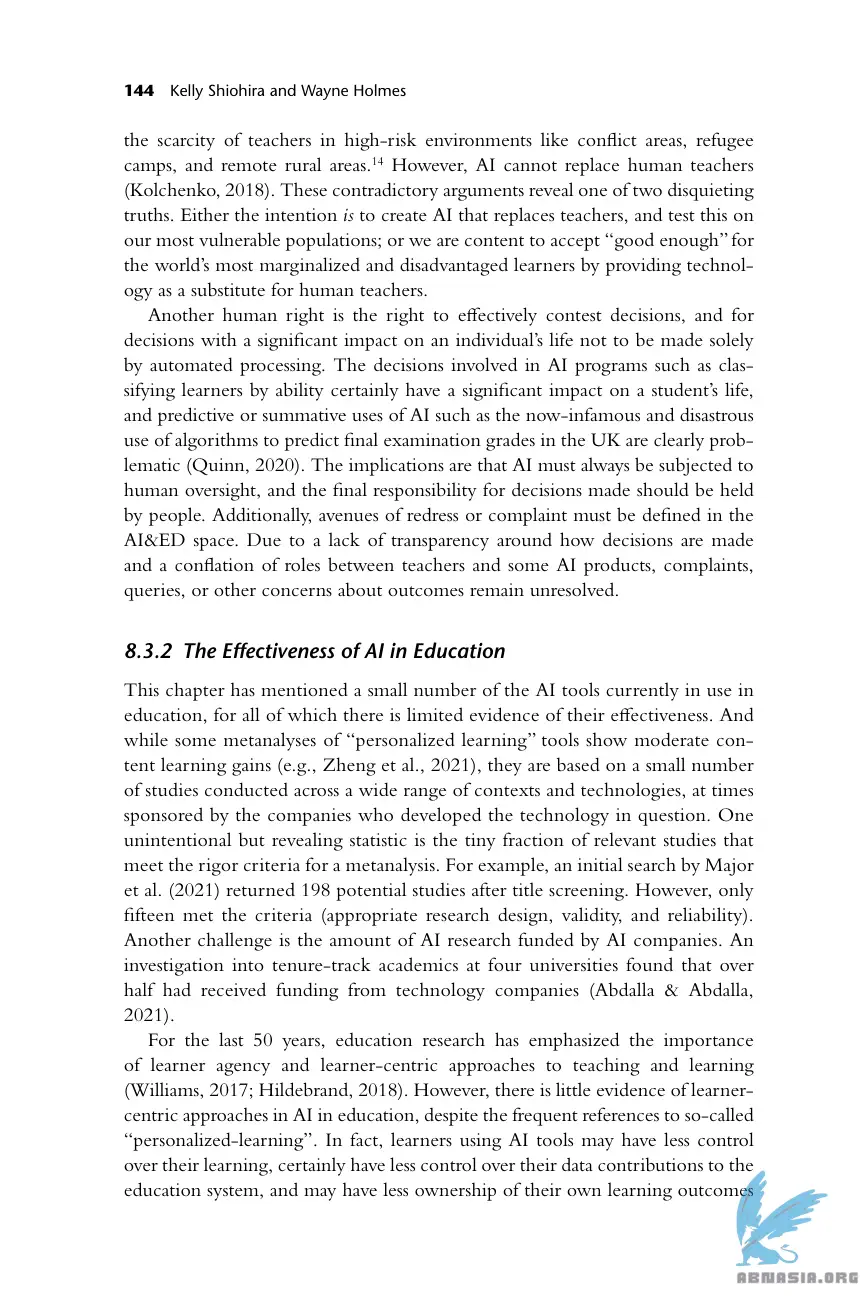 144 Kelly Shiohira and Wayne Holmes
the scarcity of teachers in high-risk environments like conflict areas, refugee
camps, and remote rural areas.14 However, AI cannot replace human teachers
(Kolchenko, 2018). These contradictory arguments reveal one of two disquieting
truths. Either the intention is to create AI that replaces teachers, and test this on
our most vulnerable populations; or we are content to accept “good enough” for
the world’s most marginalized and disadvantaged learners by providing technol-
ogy as a substitute for human teachers.
Another human right is the right to effectively contest decisions, and for
decisions with a significant impact on an individual’s life not to be made solely
by automated processing. The decisions involved in AI programs such as clas-
sifying learners by ability certainly have a significant impact on a student’s life,
and predictive or summative uses of AI such as the now-infamous and disastrous
use of algorithms to predict final examination grades in the UK are clearly prob-
lematic (Quinn, 2020). The implications are that AI must always be subjected to
human oversight, and the final responsibility for decisions made should be held
by people. Additionally, avenues of redress or complaint must be defined in the
AI&ED space. Due to a lack of transparency around how decisions are made
and a conflation of roles between teachers and some AI products, complaints,
queries, or other concerns about outcomes remain unresolved.
8.3.2 The Effectiveness of AI in Education
This chapter has mentioned a small number of the AI tools currently in use in
education, for all of which there is limited evidence of their effectiveness. And
while some metanalyses of “personalized learning” tools show moderate con-
tent learning gains (e.g., Zheng et al., 2021), they are based on a small number
of studies conducted across a wide range of contexts and technologies, at times
sponsored by the companies who developed the technology in question. One
unintentional but revealing statistic is the tiny fraction of relevant studies that
meet the rigor criteria for a metanalysis. For example, an initial search by Major
et al. (2021) returned 198 potential studies after title screening. However, only
fifteen met the criteria (appropriate research design, validity, and reliability).
Another challenge is the amount of AI research funded by AI companies. An
investigation into tenure-track academics at four universities found that over
half had received funding from technology companies (Abdalla & Abdalla,
2021).
For the last 50 years, education research has emphasized the importance
of learner agency and learner-centric approaches to teaching and learning
(Williams, 2017; Hildebrand, 2018). However, there is little evidence of learner-
centric approaches in AI in education, despite the frequent references to so-called
“personalized-learning”. In fact, learners using AI tools may have less control
over their learning, certainly have less control over their data contributions to the
education system, and may have less ownership of their own learning outcomes
ABNASIA.ORG